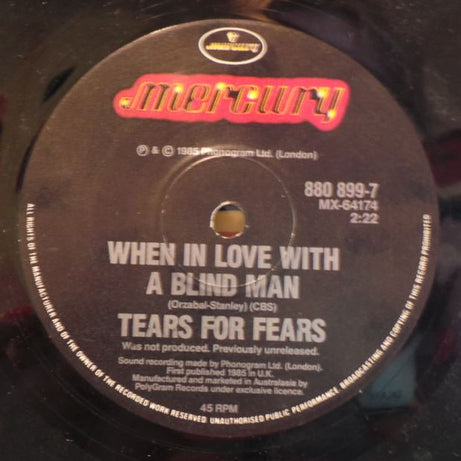 mercury
mercury
℗ & © 1985 Phonogram Ltd. (London)
880 899-7
MX-64174
2:22
WHEN IN LOVE WITH
A BLIND MAN
(Orzabal-Stanley) (CBS)
TEARS FOR FEARS
Was not produced. Previously unreleased.
Sound recording made by Phonogram Ltd. (London).
First published 1985 in U.K.
Manufactured and marketed in Australasia by
PolyGram Records under exclusive licence.
45 RPM
ALL RIGHTS OF THE MANUFACTURER AND OF THE OWNER OF THE RECORDED WORK RESERVED. UNAUTHORISED PUBLIC PERFORMANCE, BROADCASTING AND COPYING OF THIS RECORD PROHIBITED